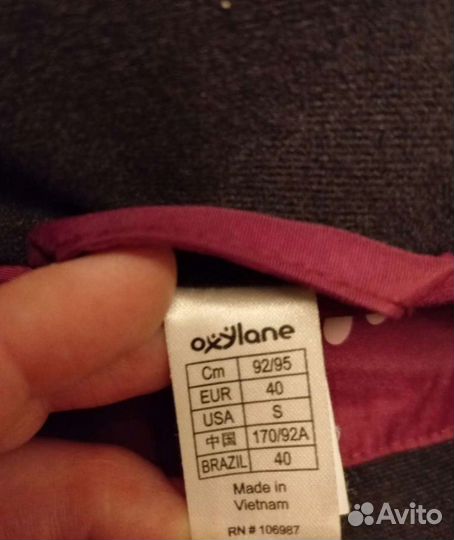 oxylane
Cm 92/95
EUR 40
USA S
中国 170/92A
BRAZIL 40
Made in
Vietnam
RN # 106987
Avito